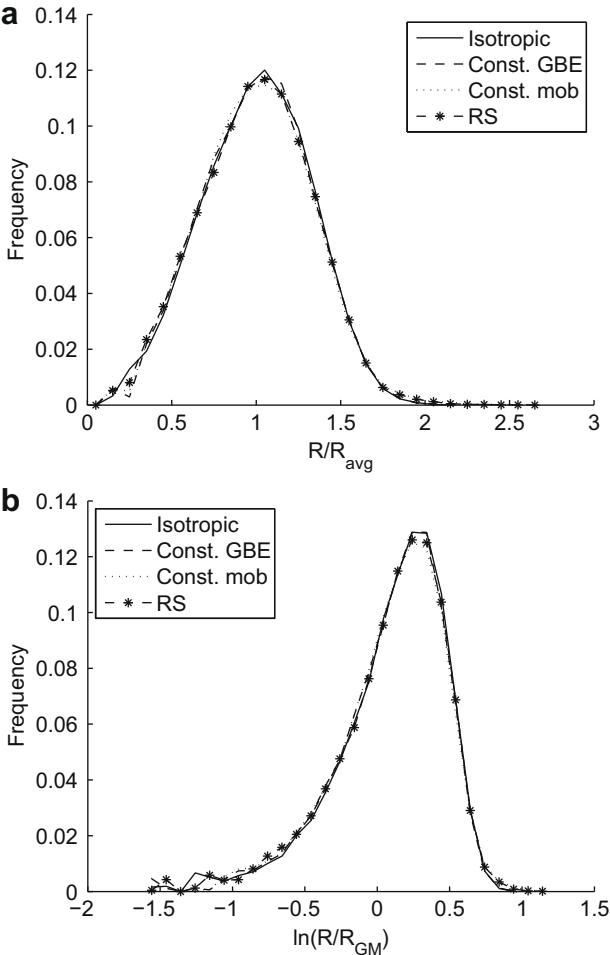 a
0.14
0.12
0.1
0.08
0.06
0.04
0.02
0
Frequency
Isotropic
Const. GBE
Const. mob
RS
0 0.5 1 1.5 2 2.5 3
R/R_avg
b
0.14
0.12
0.1
0.08
0.06
0.04
0.02
0
Frequency
Isotropic
Const. GBE
Const. mob
RS
−2 −1.5 −1 −0.5 0 0.5 1 1.5
ln(R/R_GM)